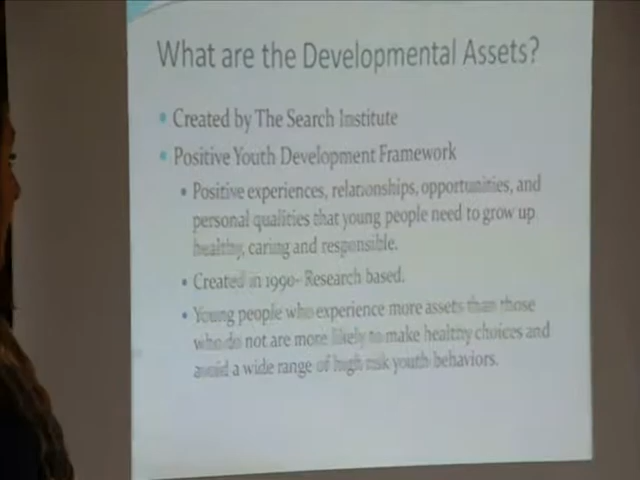 What are the Developmental Assets?
• Created by The Search Institute
• Positive Youth Development Framework
• Positive experiences, relationships, opportunities, and
personal qualities that young people need to grow up
healthy, caring and responsible.
• Created in 1990- Research based.
• Young people who experience more assets than those
who do not are more likely to make healthy choices and
avoid a wide range of high risk youth behaviors.